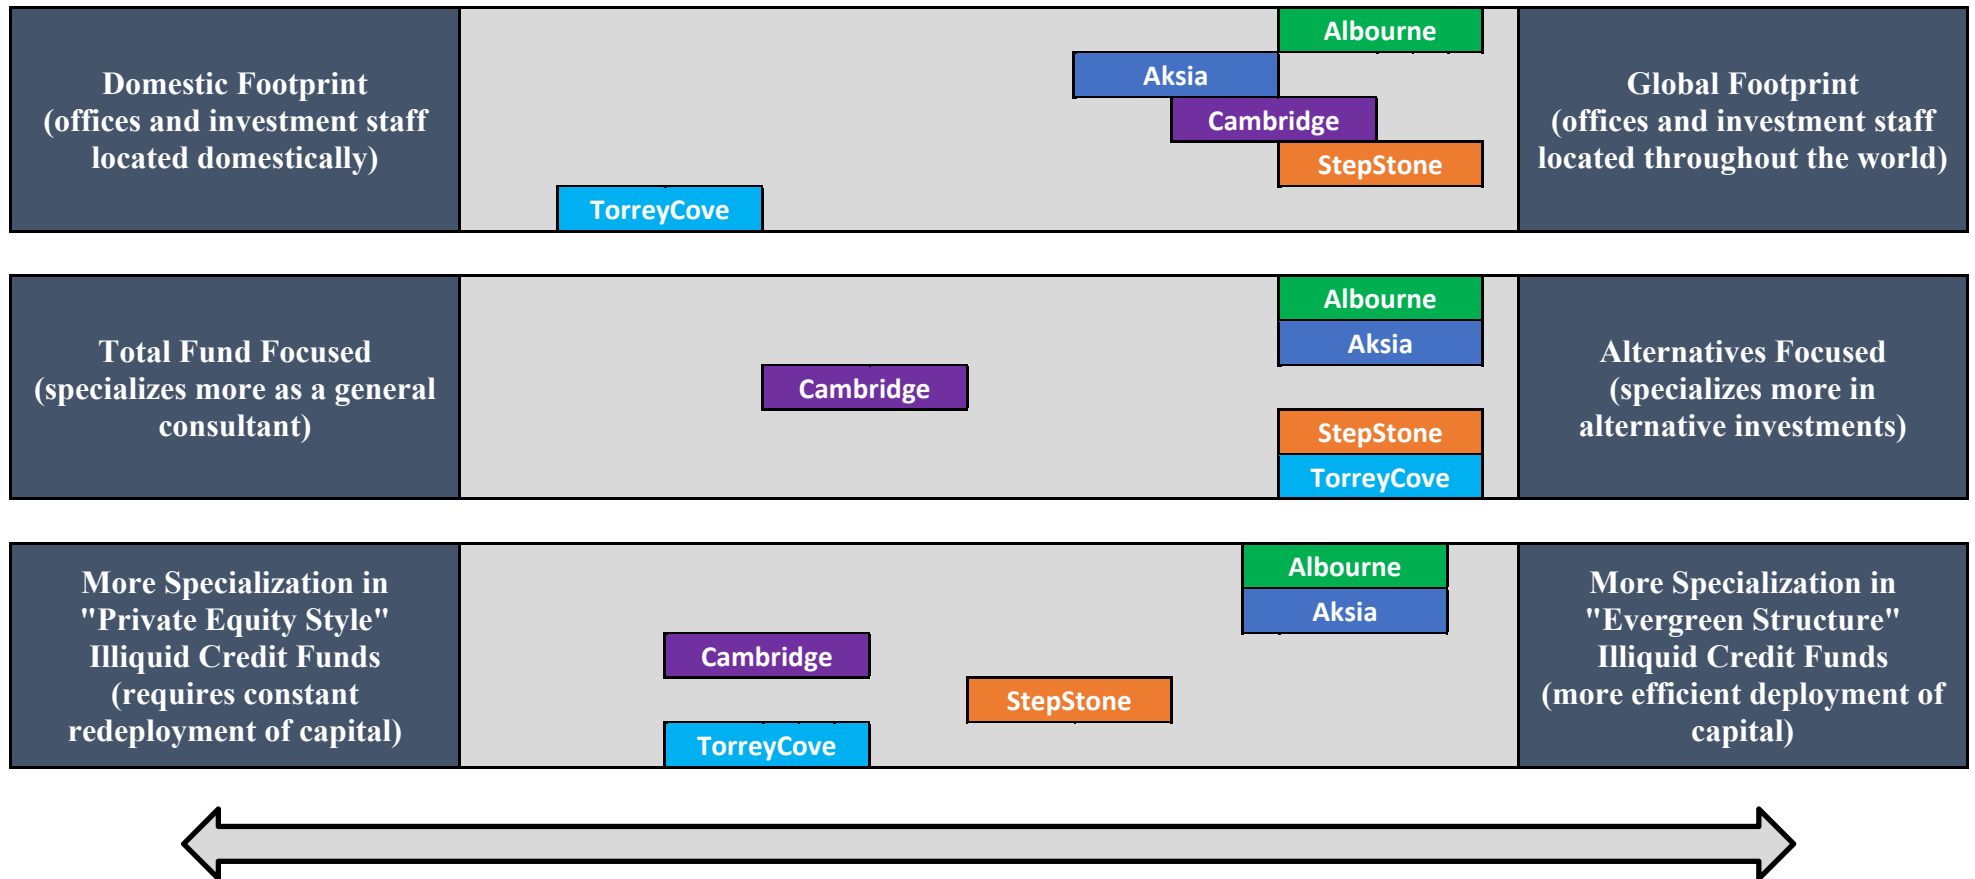 Domestic Footprint
(offices and investment staff
located domestically)
Albourne
Aksia
Cambridge
StepStone
TorreyCove
Global Footprint
(offices and investment staff
located throughout the world)
Total Fund Focused
(specializes more as a general
consultant)
Albourne
Aksia
Cambridge
StepStone
TorreyCove
Alternatives Focused
(specializes more in
alternative investments)
More Specialization in
"Private Equity Style"
Illiquid Credit Funds
(requires constant
redeployment of capital)
Albourne
Aksia
Cambridge
StepStone
TorreyCove
More Specialization in
"Evergreen Structure"
Illiquid Credit Funds
(more efficient deployment of
capital)